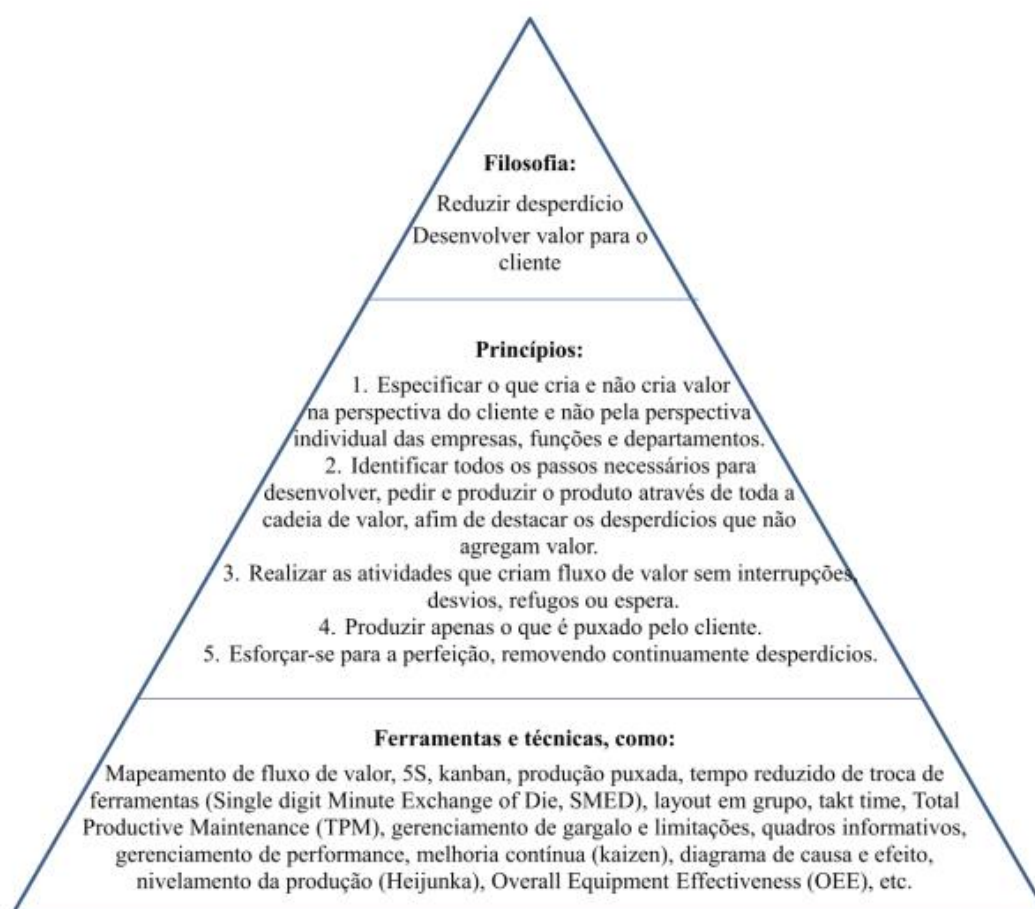 Filosofia:
Reduzir desperdício
Desenvolver valor para o
cliente
Princípios:
1. Especificar o que cria e não cria valor
na perspectiva do cliente e não pela perspectiva
individual das empresas, funções e departamentos.
2. Identificar todos os passos necessários para
desenvolver, pedir e produzir o produto através de toda a
cadeia de valor, afim de destacar os desperdícios que não
agregam valor.
3. Realizar as atividades que criam fluxo de valor sem interrupções,
desvios, refugos ou espera.
4. Produzir apenas o que é puxado pelo cliente.
5. Esforçar-se para a perfeição, removendo continuamente desperdícios.
Ferramentas e técnicas, como:
Mapeamento de fluxo de valor, 5S, kanban, produção puxada, tempo reduzido de troca de
ferramentas (Single digit Minute Exchange of Die, SMED), layout em grupo, takt time, Total
Productive Maintenance (TPM), gerenciamento de gargalo e limitações, quadros informativos,
gerenciamento de performance, melhoria contínua (kaizen), diagrama de causa e efeito,
nivelamento da produção (Heijunka), Overall Equipment Effectiveness (OEE), etc.